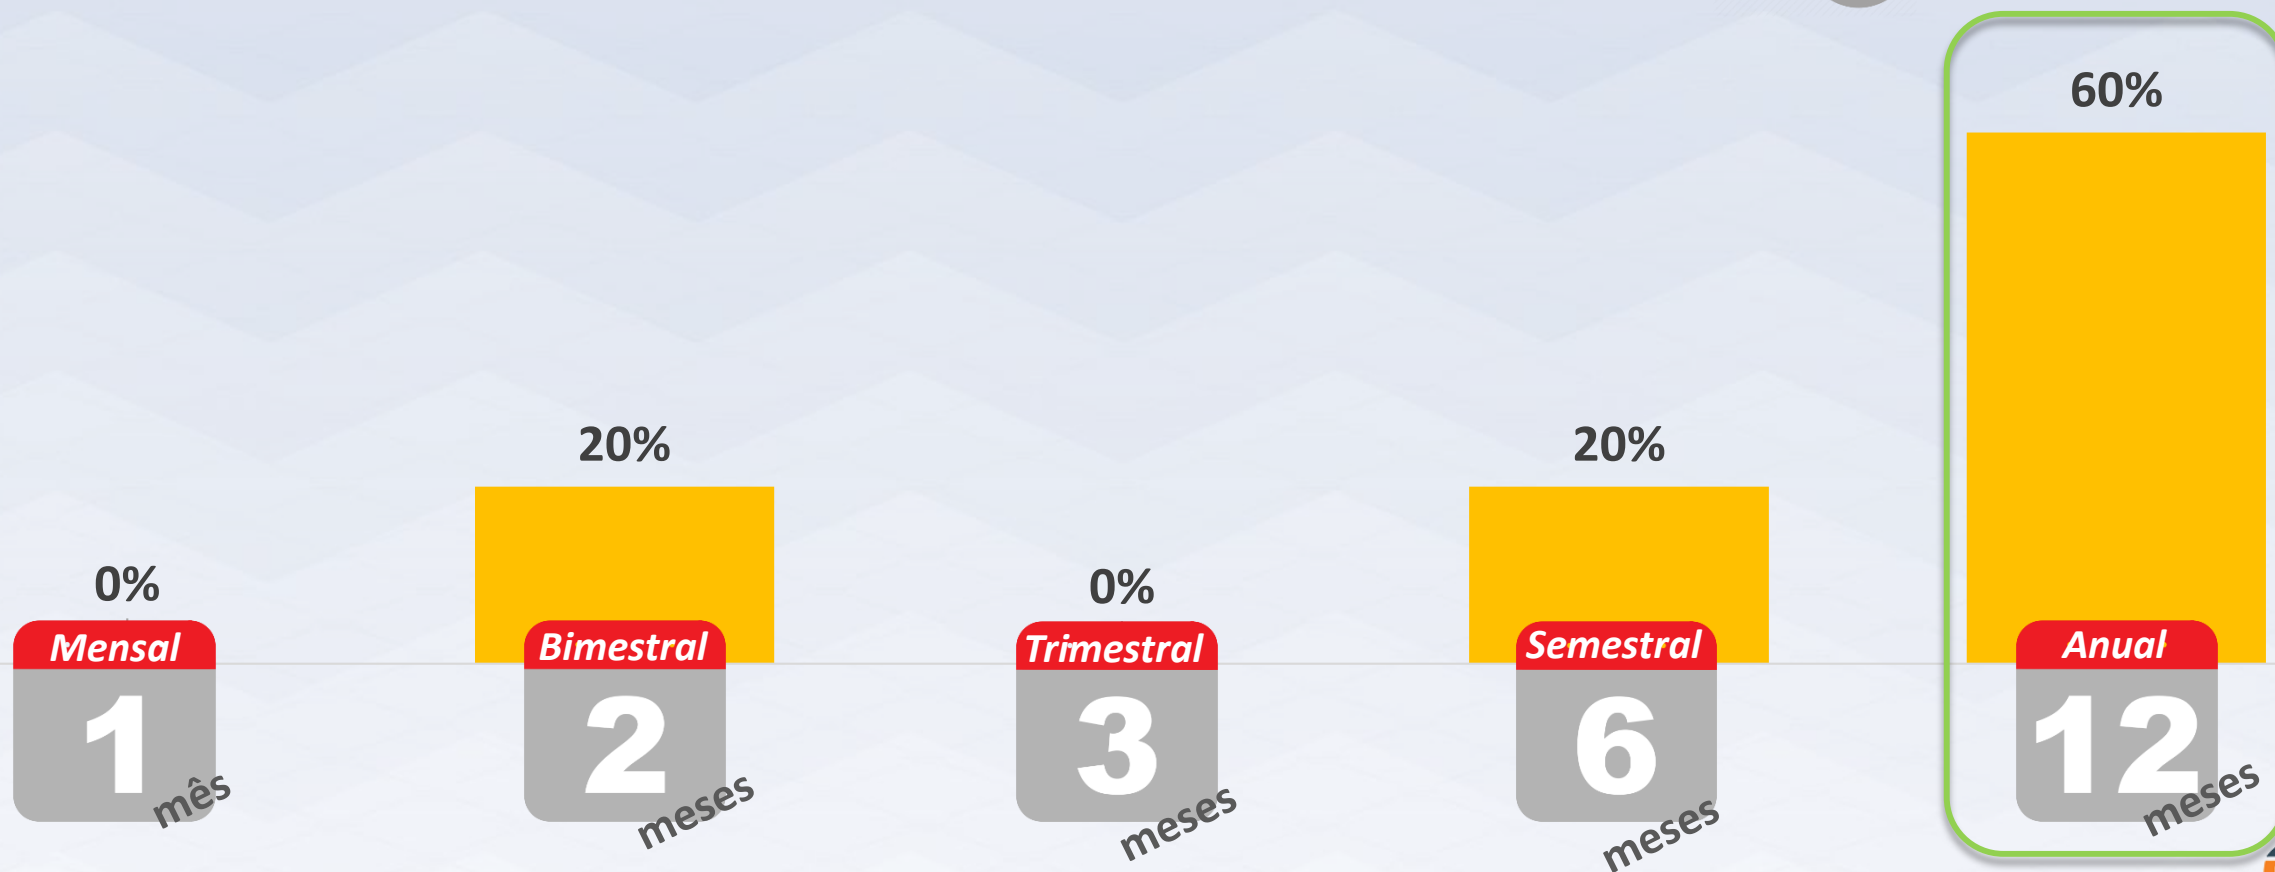 60%
20%
20%
0%
0%
Mensal
Bimestral
Trimestral
Semestral
Anual
1
2
3
6
12
mês
meses
meses
meses
meses